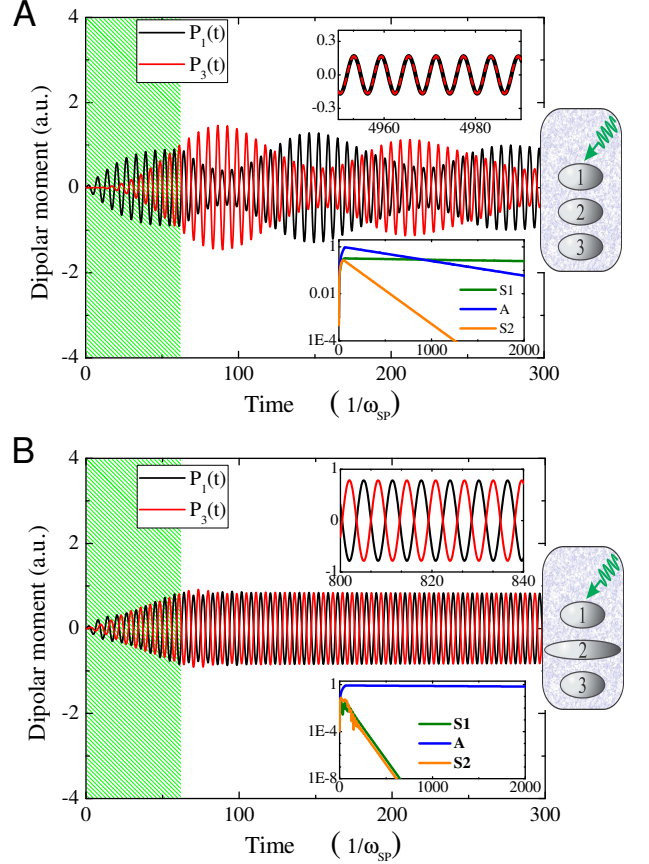 A
4
2
0
-2
-4
Dipolar moment (a.u.)
P1(t)
P3(t)
0.3
0.0
-0.3
4960 4980
0.01
1E-4
0 1000 2000
S1
A
S2
0 100 200 300
Time ( 1/ωSP)
1
2
3
B
4
2
0
-2
-4
Dipolar moment (a.u.)
P1(t)
P3(t)
1
0
-1
800 820 840
1
1E-4
1E-8
0 1000 2000
S1
A
S2
0 100 200 300
Time ( 1/ωSP)
1
2
3